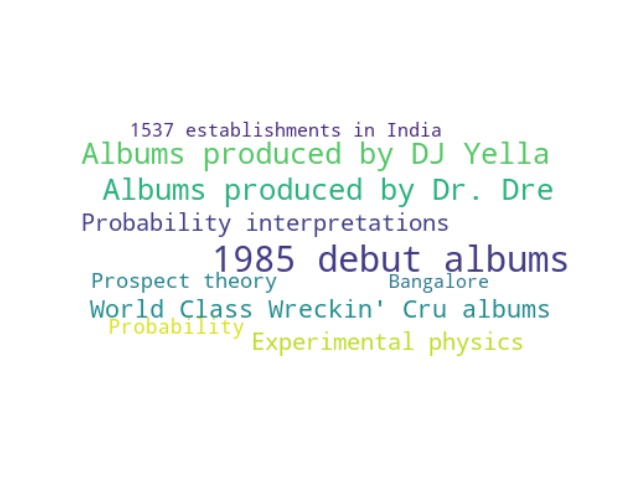 1537 establishments in India
Albums produced by DJ Yella
Albums produced by Dr. Dre
Probability interpretations
1985 debut albums
Prospect theory
Bangalore
World Class Wreckin' Cru albums
Probability
Experimental physics